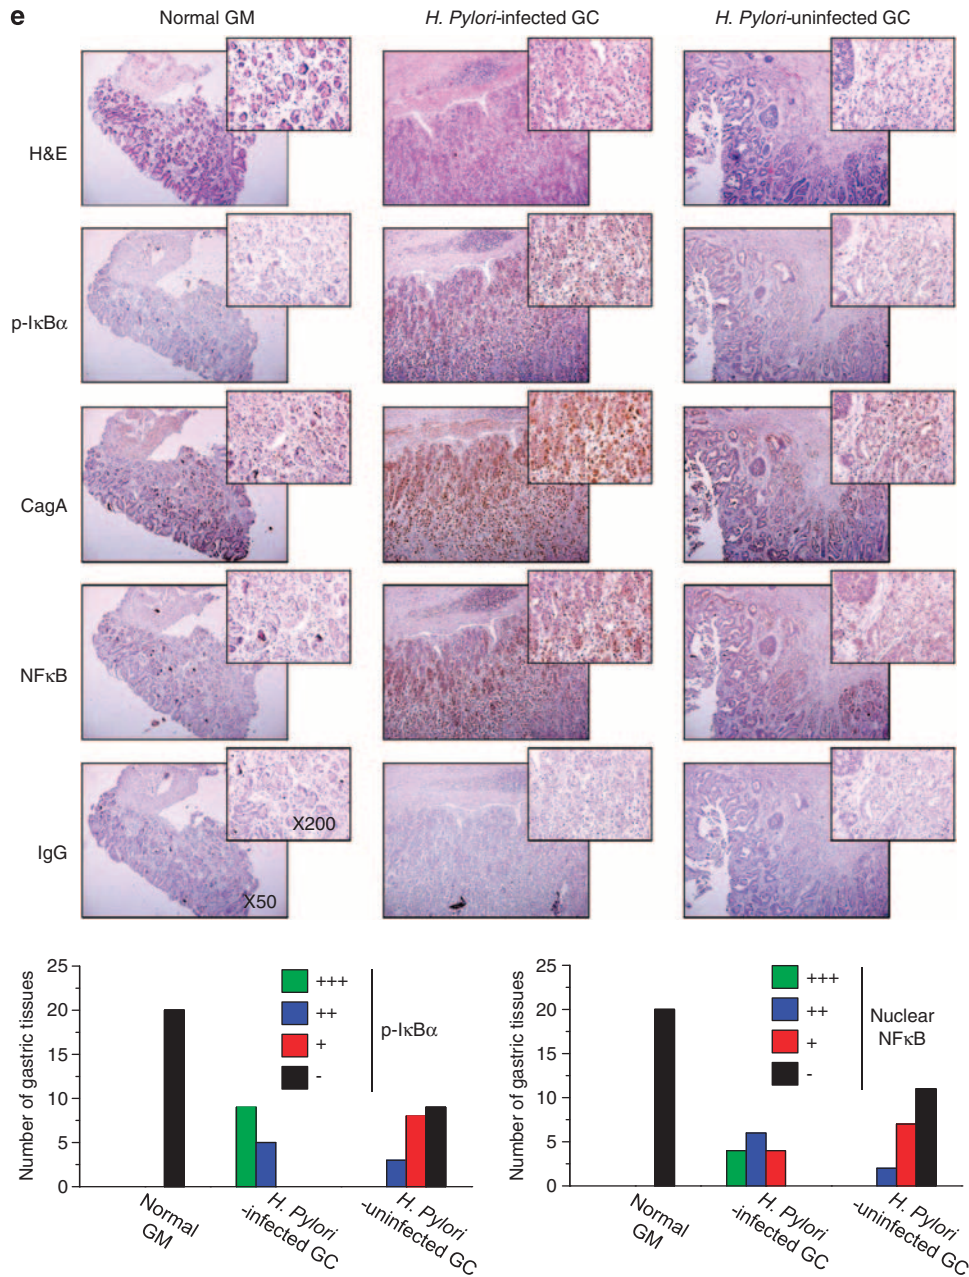 e
Normal GM
H. Pylori-infected GC
H. Pylori-uninfected GC
H&E
p-IκBα
CagA
NFκB
IgG
X200
X50
Number of gastric tissues
25
20
15
10
5
0
+++
++
+
-
p-IκBα
Normal
GM
H. Pylori
-infected GC
H. Pylori
-uninfected GC
Number of gastric tissues
25
20
15
10
5
0
+++
++
+
-
Nuclear
NFκB
Normal
GM
H. Pylori
-infected GC
H. Pylori
-uninfected GC